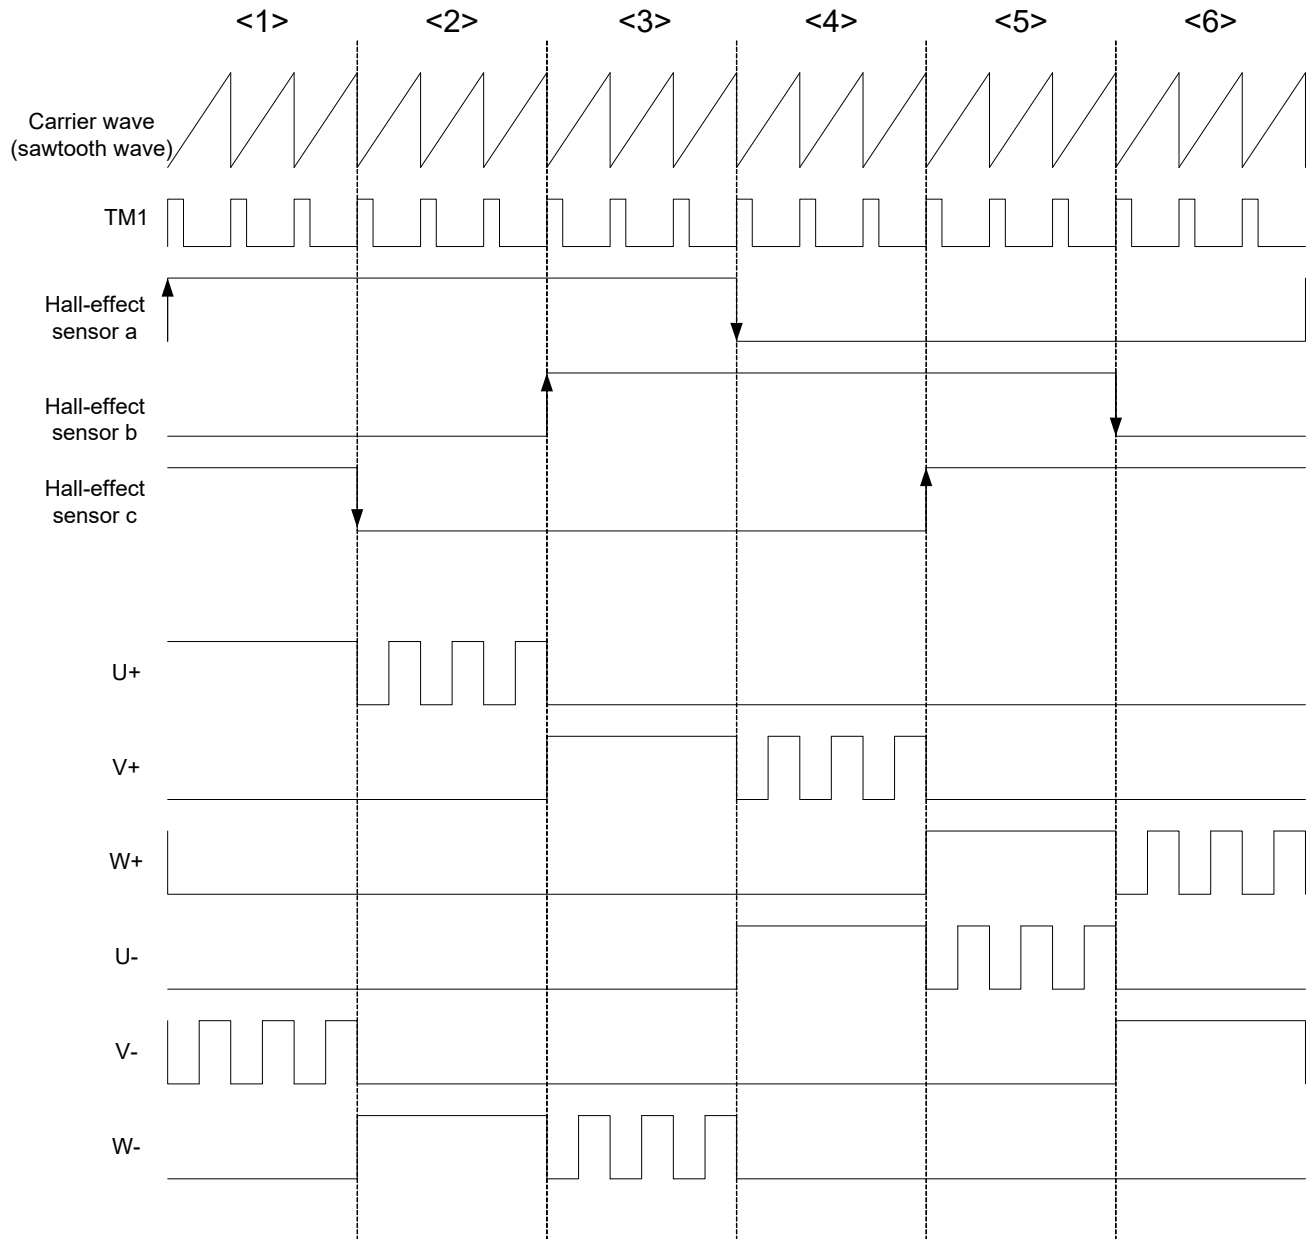 <1> <2> <3> <4> <5> <6>
Carrier wave
(sawtooth wave)
TM1
Hall-effect
sensor a
Hall-effect
sensor b
Hall-effect
sensor c
U+
V+
W+
U-
V-
W-